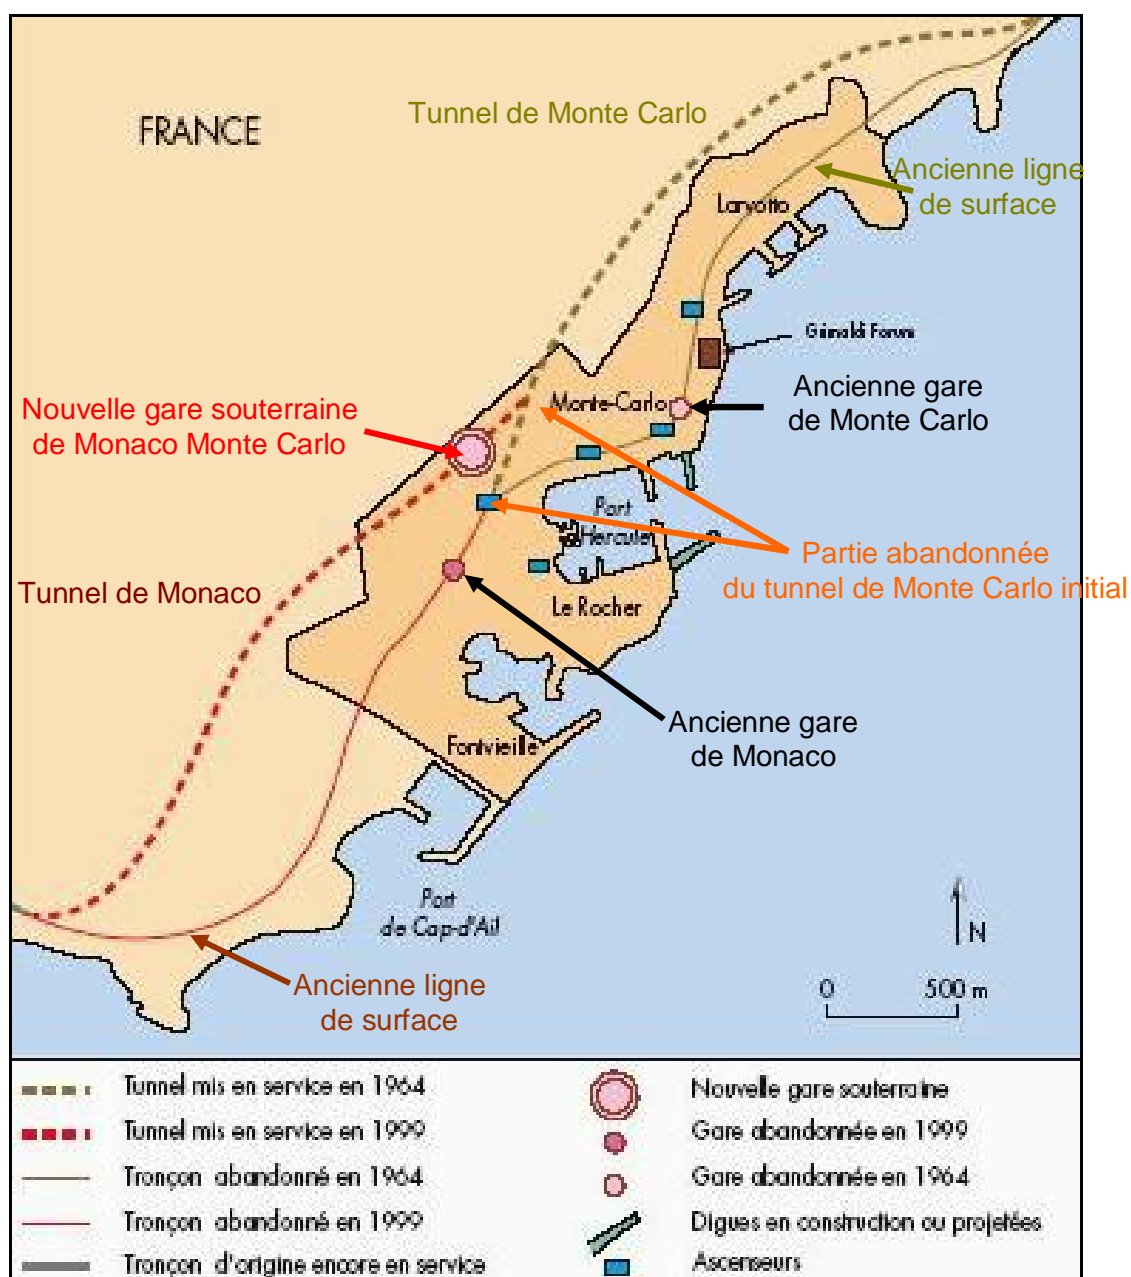 Tunnel de Monte Carlo
FRANCE
Ancienne ligne
de surface
Larvotto
Grimaldi Forum
Ancienne gare
de Monte Carlo
Monte-Carlo
Nouvelle gare souterraine
de Monaco Monte Carlo
Port
Hercule
Partie abandonnée
du tunnel de Monte Carlo initial
Tunnel de Monaco
Le Rocher
Ancienne gare
de Monaco
Fontvieille
Port
de Cap-d'Ail
N
Ancienne ligne
de surface
0 500 m
Tunnel mis en service en 1964
Tunnel mis en service en 1999
Tronçon abandonné en 1964
Tronçon abandonné en 1999
Tronçon d'origine encore en service
Nouvelle gare souterraine
Gare abandonnée en 1999
Gare abandonnée en 1964
Digues en construction ou projetées
Ascenseurs